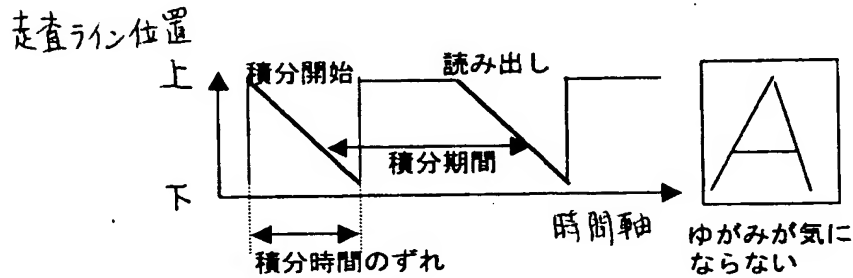 走査ライン位置
上
積分開始
読み出し
積分期間
下
時間軸
積分時間のずれ
A
ゆがみが気に
ならない